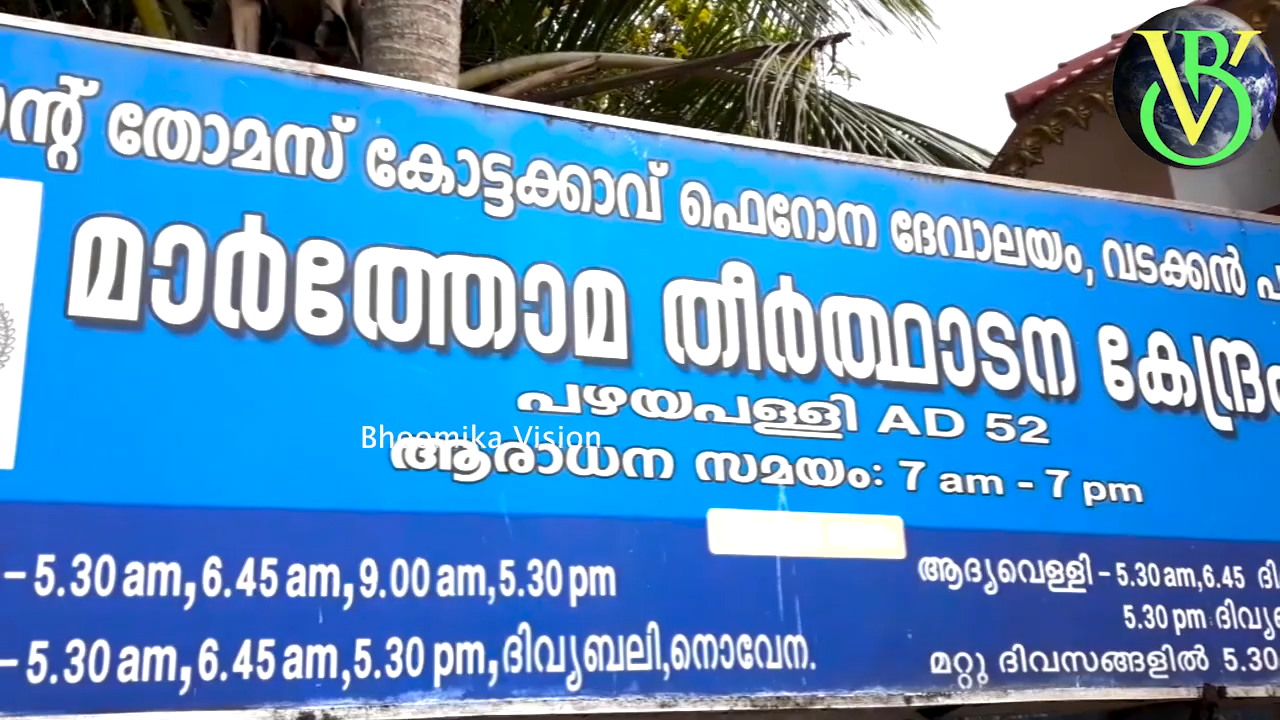 തോമസ് കോട്ടക്കാവ് ഫെറോന ദേവാലയം, വടക്കൻ
മാർത്തോമ തീർത്ഥാടന കേന്ദ്രം
പഴയപള്ളി AD 52
Bhoomika Vision
ആരാധന സമയം: 7 am - 7 pm
– 5.30 am, 6.45 am, 9.00 am, 5.30 pm
– 5.30 am, 6.45 am, 5.30 pm, ദിവ്യബലി, നൊവേന.
ആദ്യവെള്ളി – 5.30 am, 6.45
5.30 pm
മറ്റു ദിവസങ്ങളിൽ 5.30